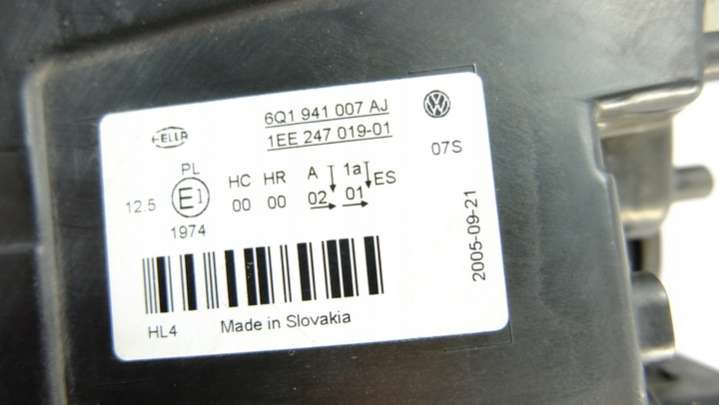 HELLA
6Q1 941 007 AJ
1EE 247 019-01
VW
07S
PL
12.5 E1 HC HR A 1a ES
00 00 02 01
1974
2005-09-21
HL4 Made in Slovakia